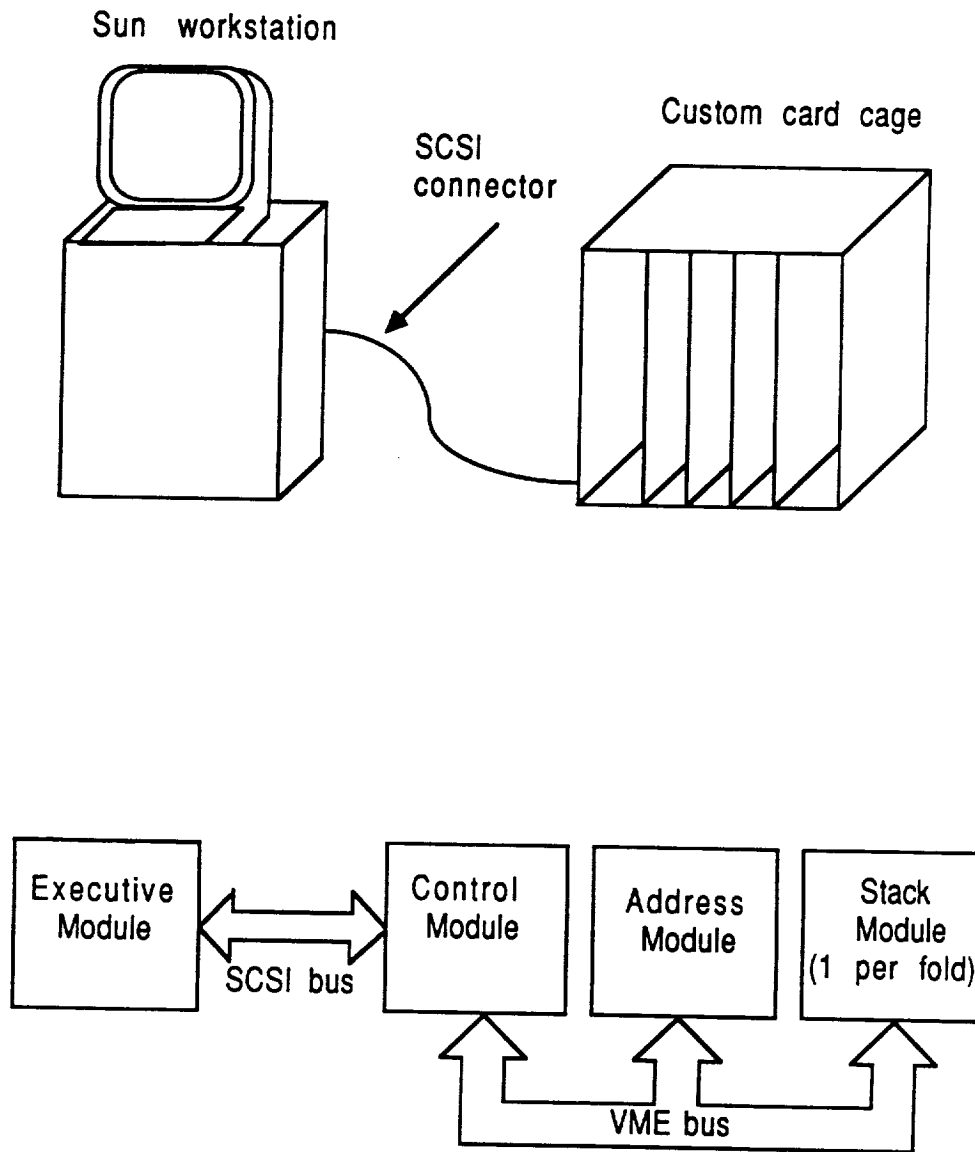 Sun workstation
Custom card cage
SCSI
connector
Executive
Module
SCSI bus
Control
Module
Address
Module
Stack
Module
(1 per fold)
VME bus